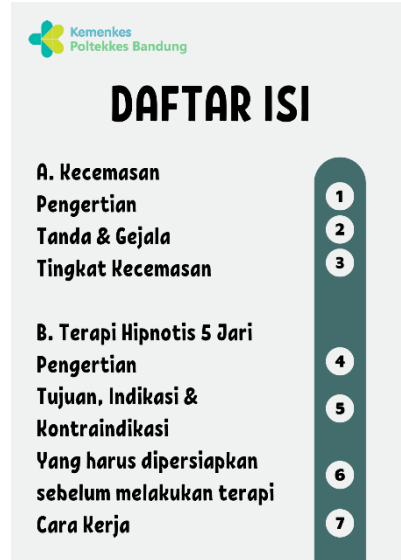 Kemenkes
Poltekkes Bandung
DAFTAR ISI
A. Kecemasan
Pengertian 1
Tanda & Gejala 2
Tingkat Kecemasan 3
B. Terapi Hipnotis 5 Jari
Pengertian 4
Tujuan, Indikasi &
Kontraindikasi 5
Yang harus dipersiapkan
sebelum melakukan terapi 6
Cara Kerja 7